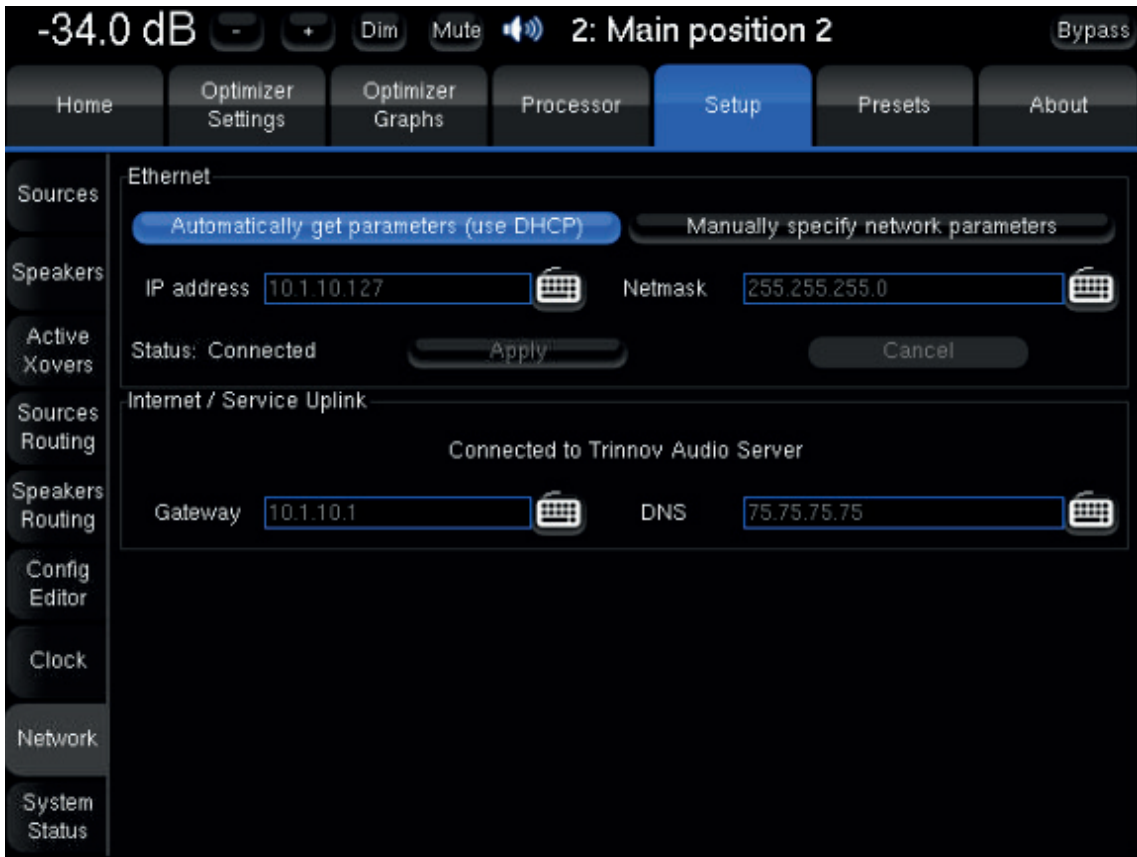 -34.0 dB - + Dim Mute 2: Main position 2 Bypass
Home Optimizer Settings Optimizer Graphs Processor Setup Presets About
Sources
Speakers
Active
Xovers
Sources
Routing
Speakers
Routing
Config
Editor
Clock
Network
System
Status
Ethernet
Automatically get parameters (use DHCP) Manually specify network parameters
IP address 10.1.10.127 Netmask 255.255.255.0
Status: Connected Apply Cancel
Internet / Service Uplink
Connected to Trinnov Audio Server
Gateway 10.1.10.1 DNS 75.75.75.75